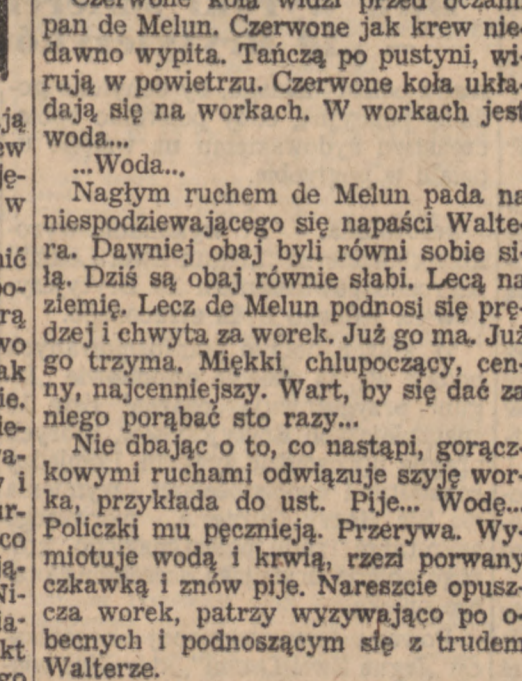 Czerwone koła widzi przed oczami
pan de Melun. Czerwone jak krew nie-
dawno wypita. Tańczą po pustyni, wi-
rują w powietrzu. Czerwone koła ukła-
dają się na workach. W workach jest
woda...
...Woda...
Nagłym ruchem de Melun pada na
niespodziewającego się napaści Walte-
ra. Dawniej obaj byli równi sobie si-
łą. Dziś są obaj równie słabi. Lecą na
ziemię. Lecz de Melun podnosi się prę-
dzej i chwyta za worek. Już go ma. Już
go trzyma. Miękki, chlupoczący, cen-
ny, najcenniejszy. Wart, by się dać za
niego porąbać sto razy...
Nie dbając o to, co nastąpi, gorącz-
kowymi ruchami odwiązuje szyję wor-
ka, przykłada do ust. Pije... Wodę...
Policzki mu pęcznieją. Przerywa. Wy-
miotuje wodą i krwią, rzezi porwany
czkawką i znów pije. Nareszcie opusz-
cza worek, patrzy wyzywająco po o-
becnych i podnoszącym się z trudem
Walterze.